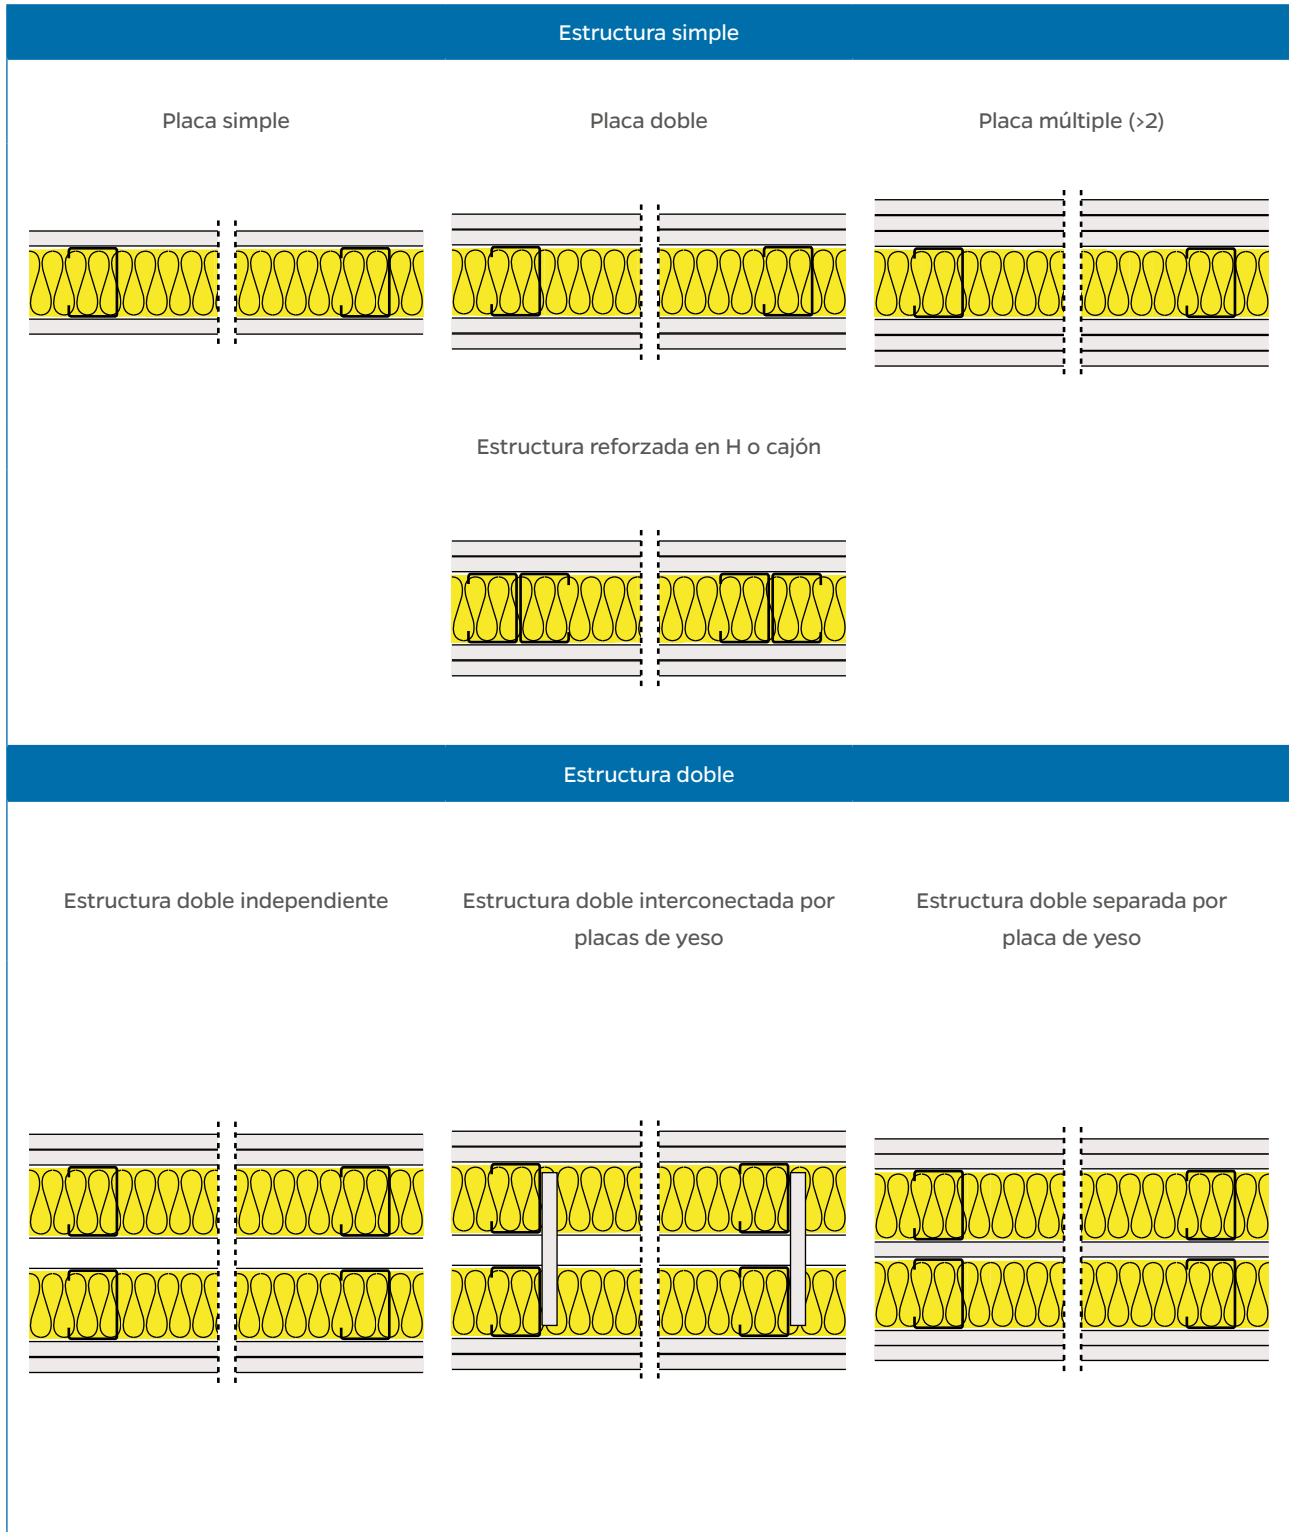 Estructura simple
Placa simple
Placa doble
Placa múltiple (>2)
Estructura reforzada en H o cajón
Estructura doble
Estructura doble independiente
Estructura doble interconectada por
placas de yeso
Estructura doble separada por
placa de yeso